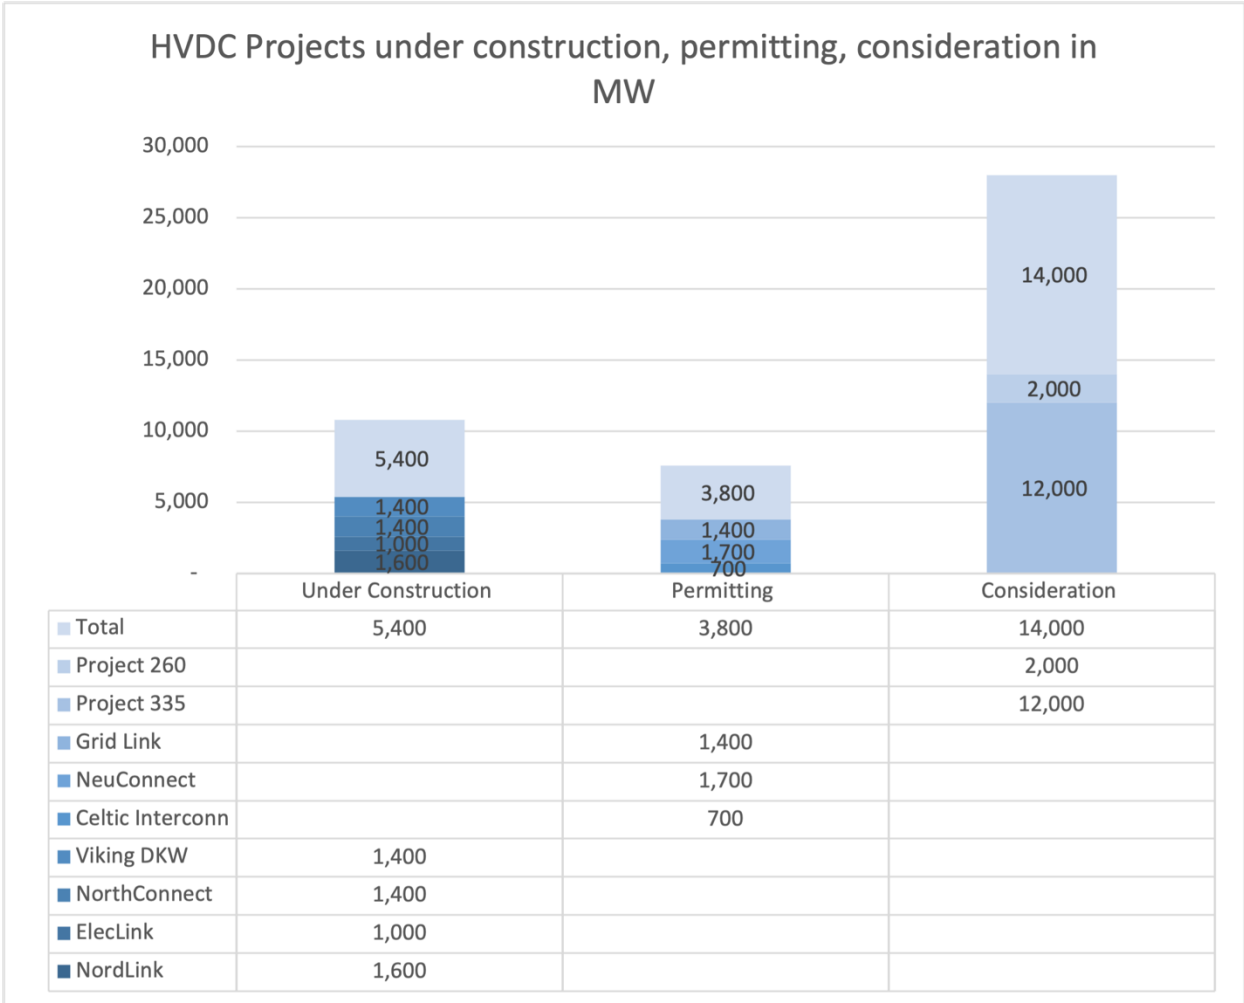 HVDC Projects under construction, permitting, consideration in
MW
30,000
25,000
20,000
15,000
10,000
5,000
-
5,400
1,400
1,400
1,000
1,600
3,800
1,400
1,700
700
14,000
2,000
12,000
Under Construction Permitting Consideration
Total 5,400 3,800 14,000
Project 260 2,000
Project 335 12,000
Grid Link 1,400
NeuConnect 1,700
Celtic Interconn 700
Viking DKW 1,400
NorthConnect 1,400
ElecLink 1,000
NordLink 1,600